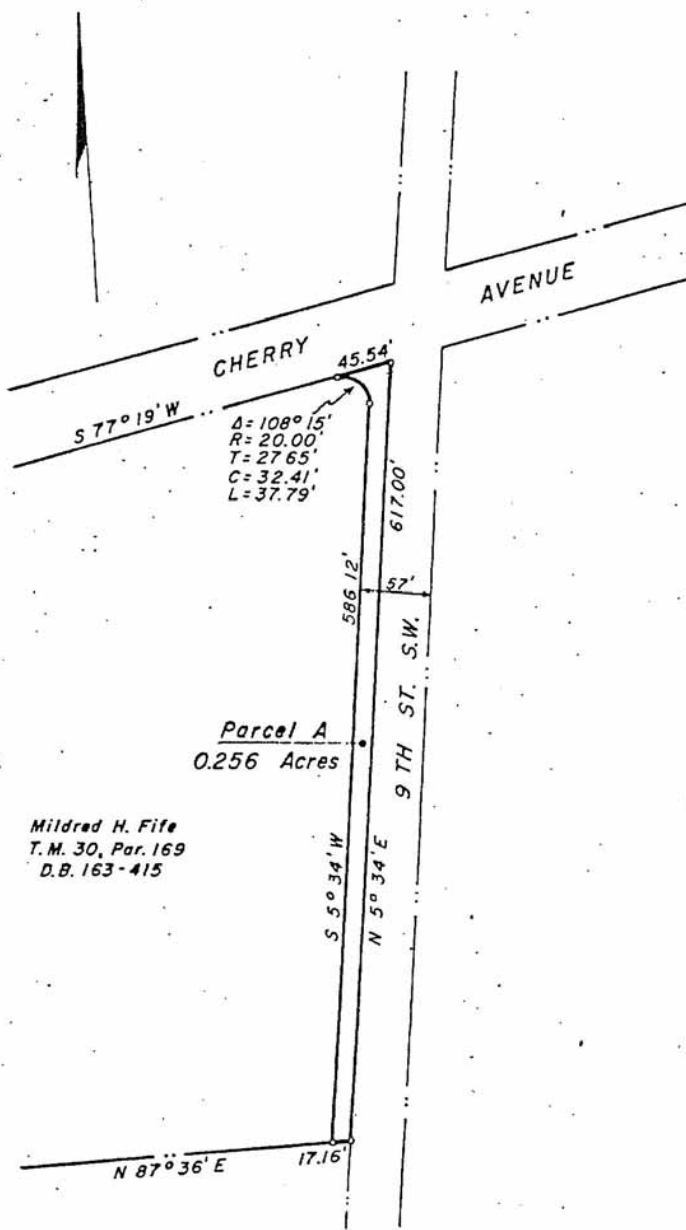 AVENUE
CHERRY
45.54'
S 77° 19' W
Δ = 108° 15'
R = 20.00'
T = 27 65'
C = 32.41'
L = 37.79'
617.00'
586 12'
57'
9 TH ST. S.W.
Parcel A
0.256 Acres
Mildred H. Fife
T. M. 30, Par. 169
D.B. 163 - 415
S 5° 34' W
N 5° 34' E
17.16'
N 87° 36' E